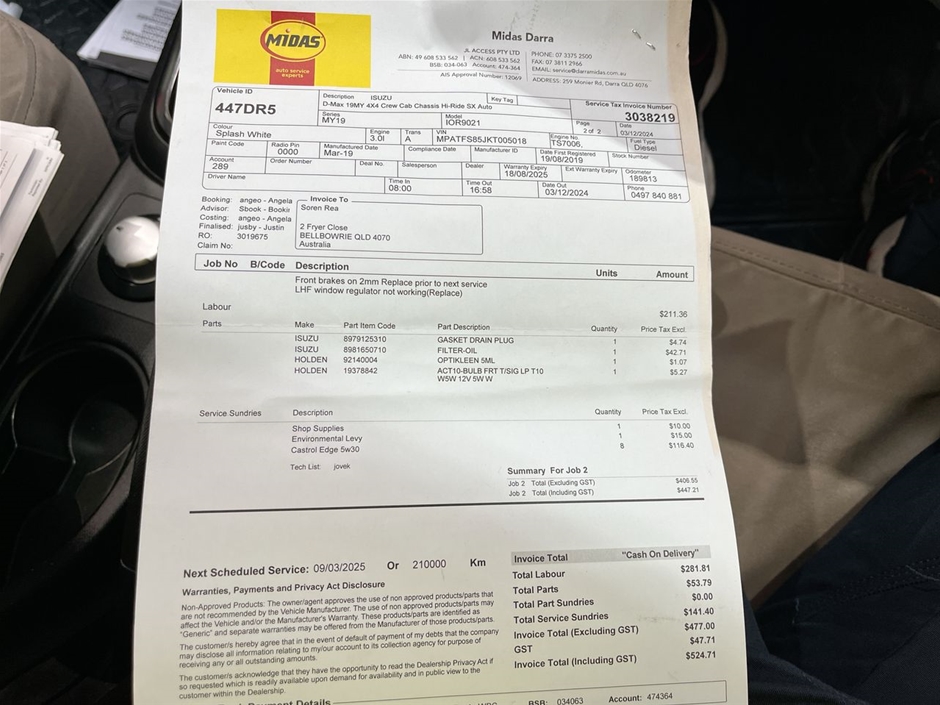 MIDAS
auto service
experts
Midas Darra
JL ACCESS PTY LTD
ABN: 49 608 533 562 | ACN: 608 533 562
BSB: 034-063 Account: 474-364
AIS Approval Number: 12069
PHONE: 07 3375 2500
FAX: 07 3811 2966
EMAIL: service@darramidas.com.au
ADDRESS: 259 Monier Rd, Darra QLD 4076
Vehicle ID
447DR5
Description ISUZU
D-Max 19MY 4X4 Crew Cab Chassis Hi-Ride SX Auto
Key Tag
Service Tax Invoice Number
3038219
Series
MY19
Model
IOR9021
Page
2 of 2
Date
03/12/2024
Colour
Splash White
Engine
3.0l
Trans
A
VIN
MPATFS85JKT005018
Engine No.
TS7006,
Fuel Type
Diesel
Paint Code
Radio Pin
0000
Manufactured Date
Mar-19
Compliance Date
Manufacturer ID
Date First Registered
19/08/2019
Stock Number
Account
289
Order Number
Deal No.
Salesperson
Dealer
Warranty Expiry
18/08/2025
Ext Warranty Expiry
Odometer
189813
Driver Name
Time In
08:00
Time Out
16:58
Date Out
03/12/2024
Phone
0497 840 881
Booking: angeo - Angela
Advisor: Sbook - Bookir
Costing: angeo - Angela
Finalised: jusby - Justin
RO: 3019675
Claim No:
Invoice To
Soren Rea
2 Fryer Close
BELLBOWRIE QLD 4070
Australia
Job No B/Code Description Units Amount
Front brakes on 2mm Replace prior to next service
LHF window regulator not working(Replace)
Labour $211.36
Parts Make Part Item Code Part Description Quantity Price Tax Excl.
ISUZU 8979125310 GASKET DRAIN PLUG 1 $4.74
ISUZU 8981650710 FILTER-OIL 1 $42.71
HOLDEN 92140004 OPTIKLEEN 5ML 1 $1.07
HOLDEN 19378842 ACT10-BULB FRT T/SIG LP T10 1 $5.27
W5W 12V 5W W
Service Sundries Description Quantity Price Tax Excl.
Shop Supplies 1 $10.00
Environmental Levy 1 $15.00
Castrol Edge 5w30 8 $116.40
Tech List: jovek
Summary For Job 2
Job 2 Total (Excluding GST) $406.55
Job 2 Total (Including GST) $447.21
Next Scheduled Service: 09/03/2025 Or 210000 Km
Warranties, Payments and Privacy Act Disclosure
Non-Approved Products: The owner/agent approves the use of non approved products/parts that
are not recommended by the Vehicle Manufacturer. The use of non approved products/parts may
affect the Vehicle and/or the Manufacturer's Warranty. These products/parts are identified as
"Generic" and separate warranties may be offered from the Manufacturer of those products/parts.
The customer/s hereby agree that in the event of default of payment of my debts that the company
may disclose all information relating to my/our account to its collection agency for purpose of
receiving any or all outstanding amounts.
The customer/s acknowledge that they have the opportunity to read the Dealership Privacy Act if
so requested which is readily available upon demand for availability and in public view to the
customer within the Dealership.
Invoice Total "Cash On Delivery"
Total Labour $281.81
Total Parts $53.79
Total Part Sundries $0.00
Total Service Sundries $141.40
Invoice Total (Excluding GST) $477.00
GST $47.71
Invoice Total (Including GST) $524.71
Payment Details
BSB: 034063 Account: 474364